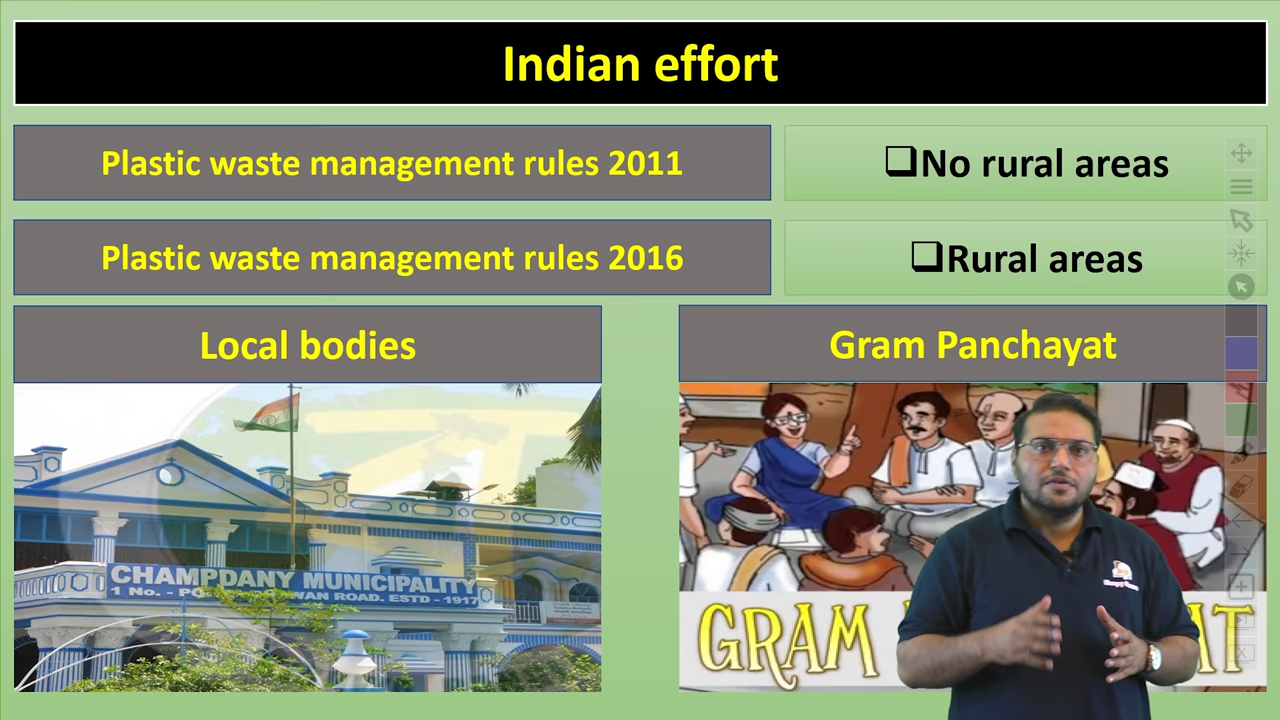 Indian effort
Plastic waste management rules 2011
❑No rural areas
Plastic waste management rules 2016
❑Rural areas
Local bodies
Gram Panchayat
CHAMPDANY MUNICIPALITY
1 No. - ROAD. ESTD - 1917
GRAM